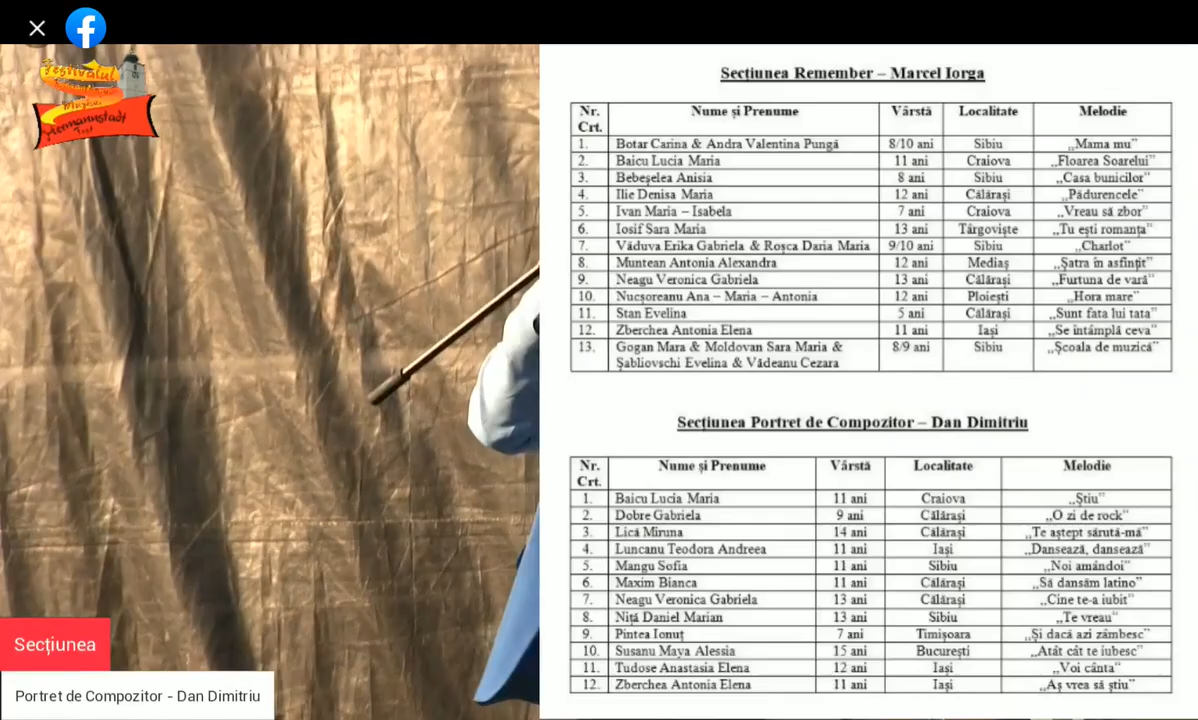 Festivalul
Muzicii
Hermannstadt
Fest
Secțiunea Remember – Marcel Iorga
Nr. Crt. Nume și Prenume Vârstă Localitate Melodie
1. Botar Carina & Andra Valentina Pungă 8/10 ani Sibiu „Mama mu”
2. Baicu Lucia Maria 11 ani Craiova „Floarea Soarelui”
3. Bebeșelea Anisia 8 ani Sibiu „Casa bunicilor”
4. Ilie Denisa Maria 12 ani Călărași „Pădurencele”
5. Ivan Maria – Isabela 7 ani Craiova „Vreau să zbor”
6. Iosif Sara Maria 13 ani Târgoviște „Tu ești romanța”
7. Văduva Erika Gabriela & Roșca Daria Maria 9/10 ani Sibiu „Charlot”
8. Muntean Antonia Alexandra 12 ani Mediaș „Șatra în asfințit”
9. Neagu Veronica Gabriela 13 ani Călărași „Furtuna de vară”
10. Nucșoreanu Ana – Maria – Antonia 12 ani Ploiești „Hora mare”
11. Stan Evelina 5 ani Călărași „Sunt fata lui tata”
12. Zberchea Antonia Elena 11 ani Iași „Se întâmplă ceva”
13. Gogan Mara & Moldovan Sara Maria & 8/9 ani Sibiu „Școala de muzică”
Șabliovschi Evelina & Vădeanu Cezara
Secțiunea Portret de Compozitor – Dan Dimitriu
Nr. Crt. Nume și Prenume Vârstă Localitate Melodie
1. Baicu Lucia Maria 11 ani Craiova „Știu”
2. Dobre Gabriela 9 ani Călărași „O zi de rock”
3. Lică Miruna 14 ani Călărași „Te aștept sărută-mă”
4. Luncanu Teodora Andreea 11 ani Iași „Dansează, dansează”
5. Mangu Sofia 11 ani Sibiu „Noi amândoi”
6. Maxim Bianca 11 ani Călărași „Să dansăm latino”
7. Neagu Veronica Gabriela 13 ani Călărași „Cine te-a iubit”
8. Niță Daniel Marian 13 ani Sibiu „Te vreau”
9. Pintea Ionuț 7 ani Timișoara „Și dacă azi zâmbesc”
10. Susanu Maya Alessia 15 ani București „Atât cât te iubesc”
11. Tudose Anastasia Elena 12 ani Iași „Voi cânta”
12. Zberchea Antonia Elena 11 ani Iași „Aș vrea să știu”
Secțiunea
Portret de Compozitor - Dan Dimitriu